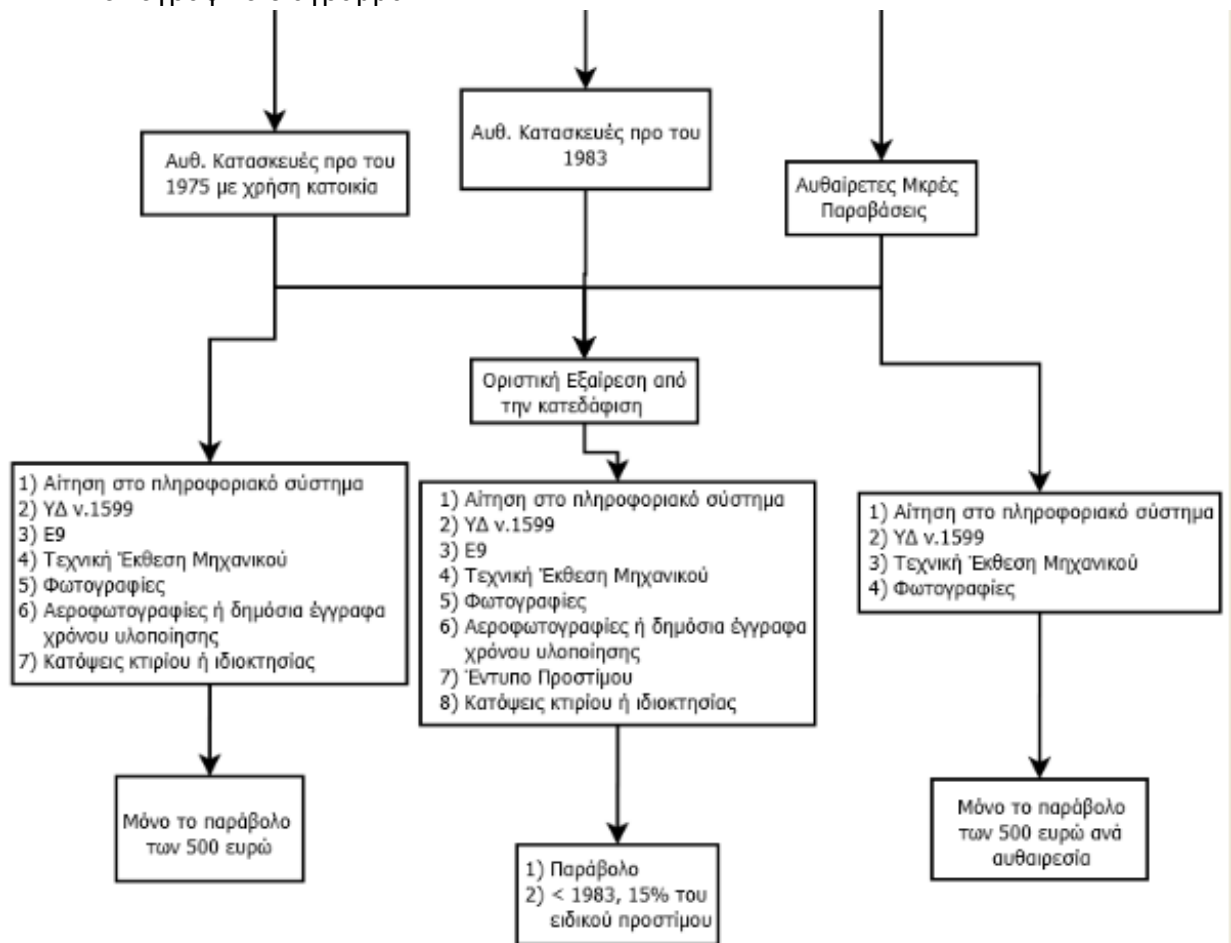 Αυθ. Κατασκευές προ του
1975 με χρήση κατοικία
Αυθ. Κατασκευές προ του
1983
Αυθαίρετες Μκρές
Παραβάσεις
Οριστική Εξαίρεση από
την κατεδάφιση
1) Αίτηση στο πληροφοριακό σύστημα
2) ΥΔ ν.1599
3) Ε9
4) Τεχνική Έκθεση Μηχανικού
5) Φωτογραφίες
6) Αεροφωτογραφίες ή δημόσια έγγραφα
χρόνου υλοποίησης
7) Κατόψεις κτιρίου ή ιδιοκτησίας
1) Αίτηση στο πληροφοριακό σύστημα
2) ΥΔ ν.1599
3) Ε9
4) Τεχνική Έκθεση Μηχανικού
5) Φωτογραφίες
6) Αεροφωτογραφίες ή δημόσια έγγραφα
χρόνου υλοποίησης
7) Έντυπο Προστίμου
8) Κατόψεις κτιρίου ή ιδιοκτησίας
1) Αίτηση στο πληροφοριακό σύστημα
2) ΥΔ ν.1599
3) Τεχνική Έκθεση Μηχανικού
4) Φωτογραφίες
Μόνο το παράβολο
των 500 ευρώ
1) Παράβολο
2) < 1983, 15% του
ειδικού προστίμου
Μόνο το παράβολο
των 500 ευρώ ανά
αυθαιρεσία